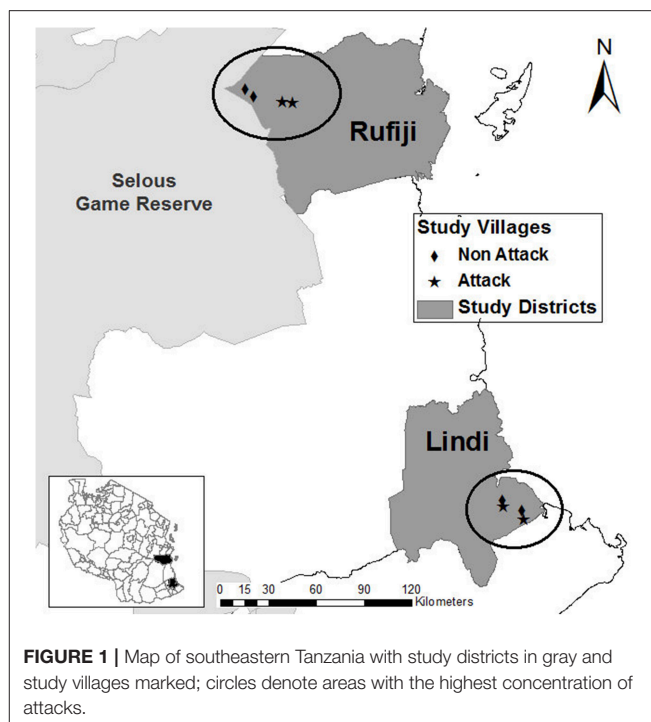 N
Rufiji
Selous
Game Reserve
Study Villages
Non Attack
Attack
Study Districts
Lindi
0 15 30 60 90 120
Kilometers
FIGURE 1 | Map of southeastern Tanzania with study districts in gray and
study villages marked; circles denote areas with the highest concentration of
attacks.